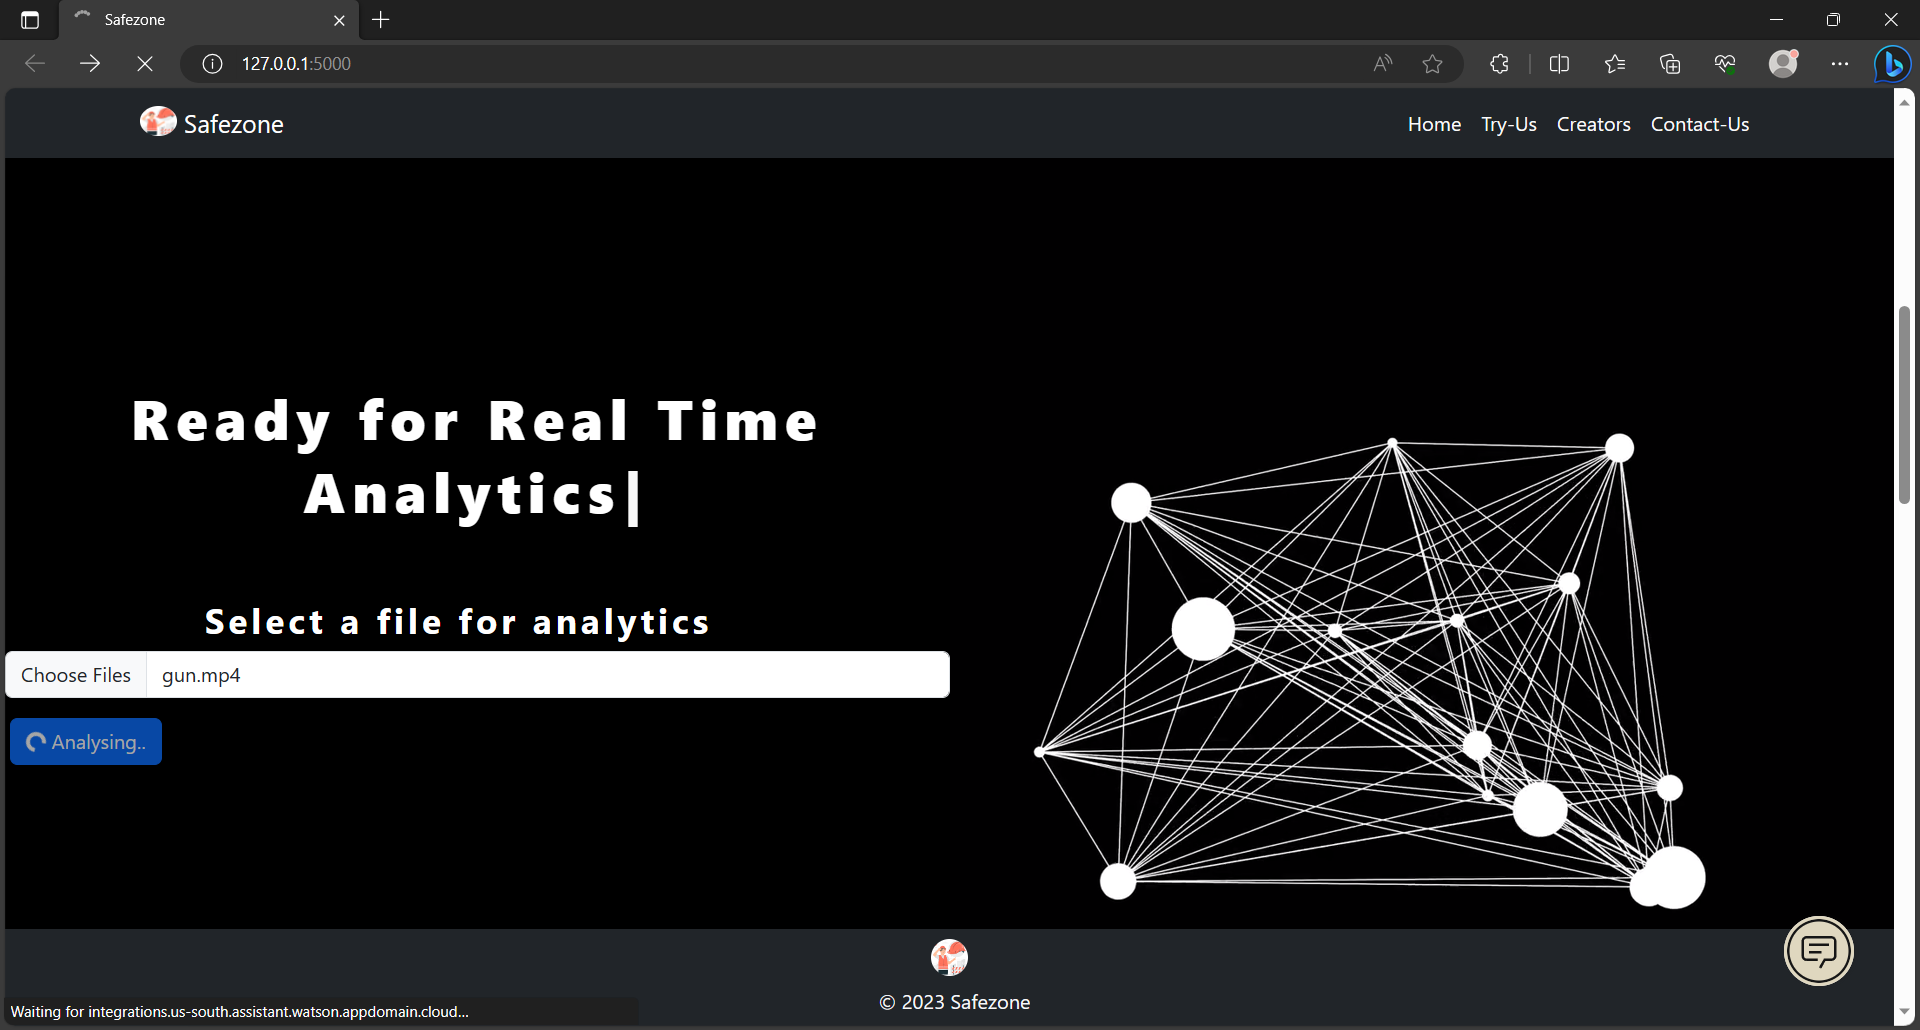 Safezone
127.0.0.1:5000
Safezone
Home Try-Us Creators Contact-Us
Ready for Real Time
Analytics|
Select a file for analytics
Choose Files gun.mp4
Analysing..
© 2023 Safezone
Waiting for integrations.us-south.assistant.watson.appdomain.cloud...